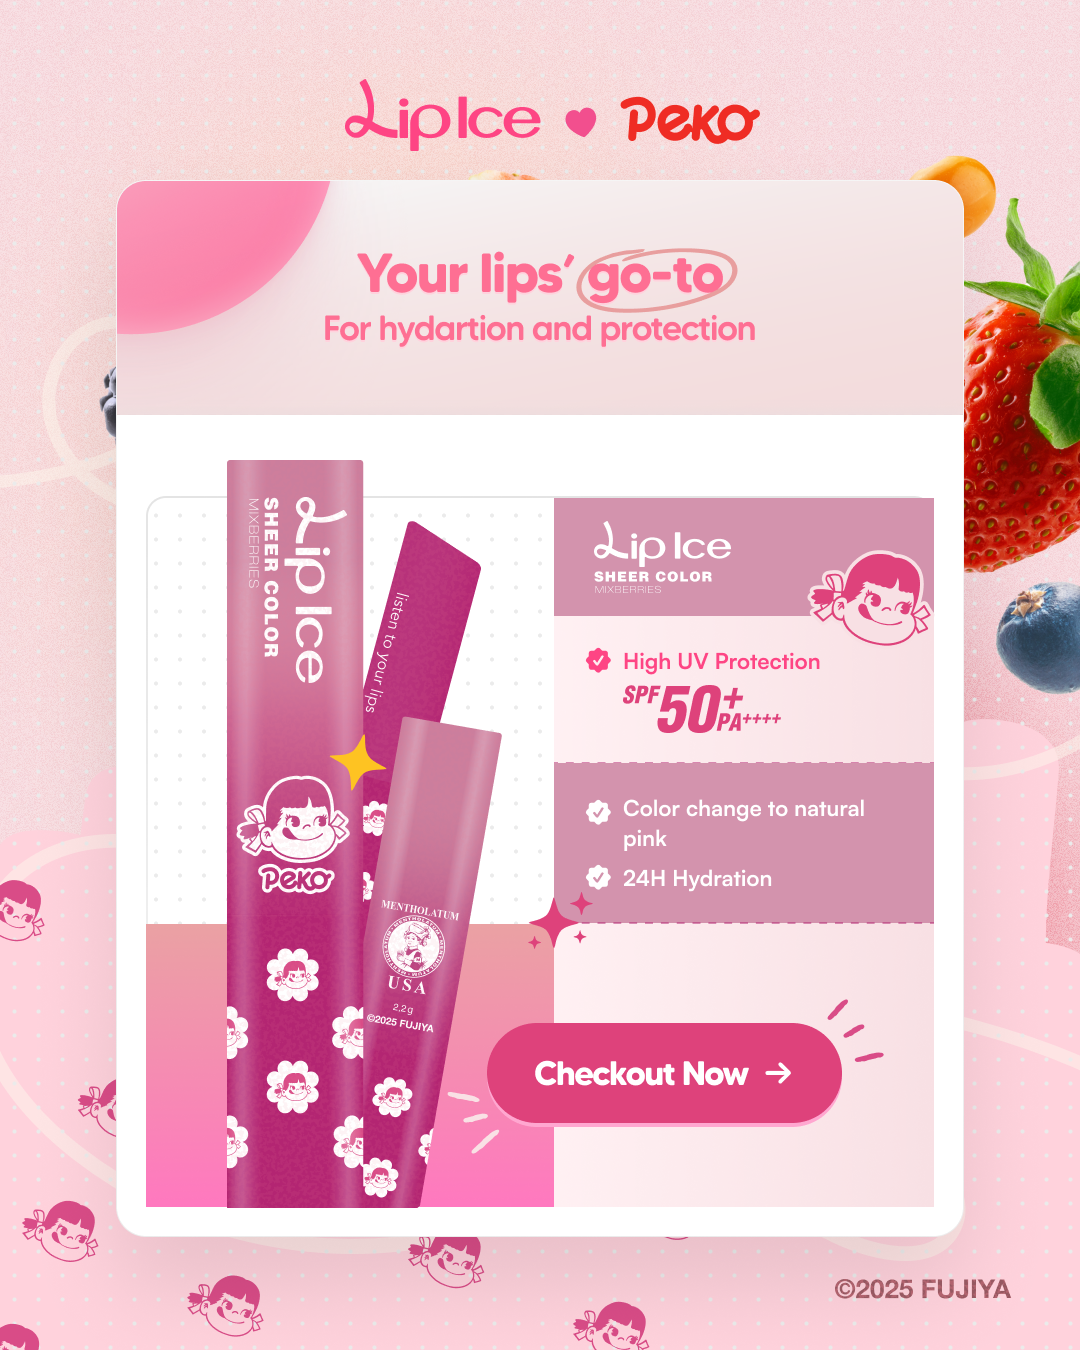 Lip Ice Peko
Your lips’ go-to
For hydartion and protection
Lip Ice
SHEER COLOR
MIXBERRIES
Peko
listen to your lips
MENTHOLATUM
USA
2.2g
©2025 FUJIYA
Lip Ice
SHEER COLOR
MIXBERRIES
High UV Protection
SPF 50+ PA++++
Color change to natural
pink
24H Hydration
Checkout Now →
©2025 FUJIYA